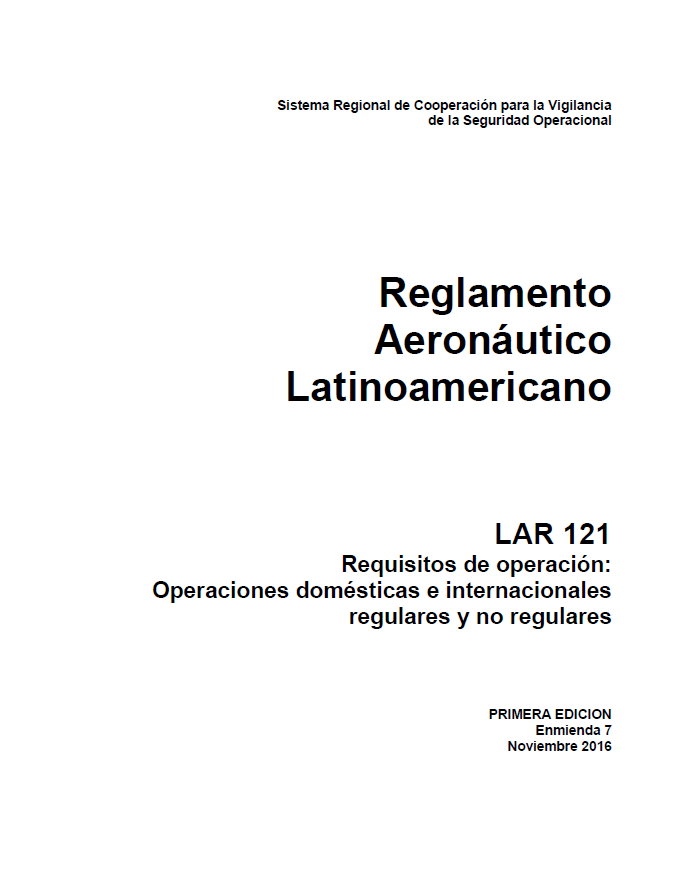 Sistema Regional de Cooperación para la Vigilancia
de la Seguridad Operacional
Reglamento
Aeronáutico
Latinoamericano
LAR 121
Requisitos de operación:
Operaciones domésticas e internacionales
regulares y no regulares
PRIMERA EDICION
Enmienda 7
Noviembre 2016